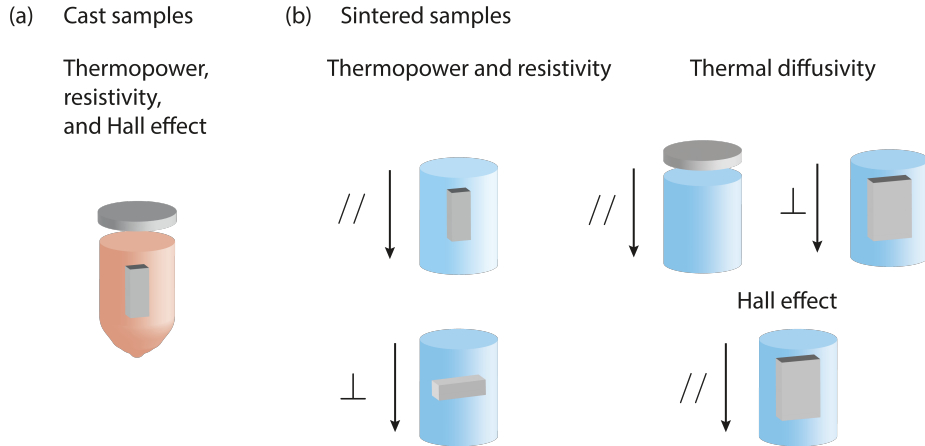 (a) Cast samples
Thermopower,
resistivity,
and Hall effect
(b) Sintered samples
Thermopower and resistivity
//
⊥
Thermal diffusivity
//
⊥
Hall effect
//